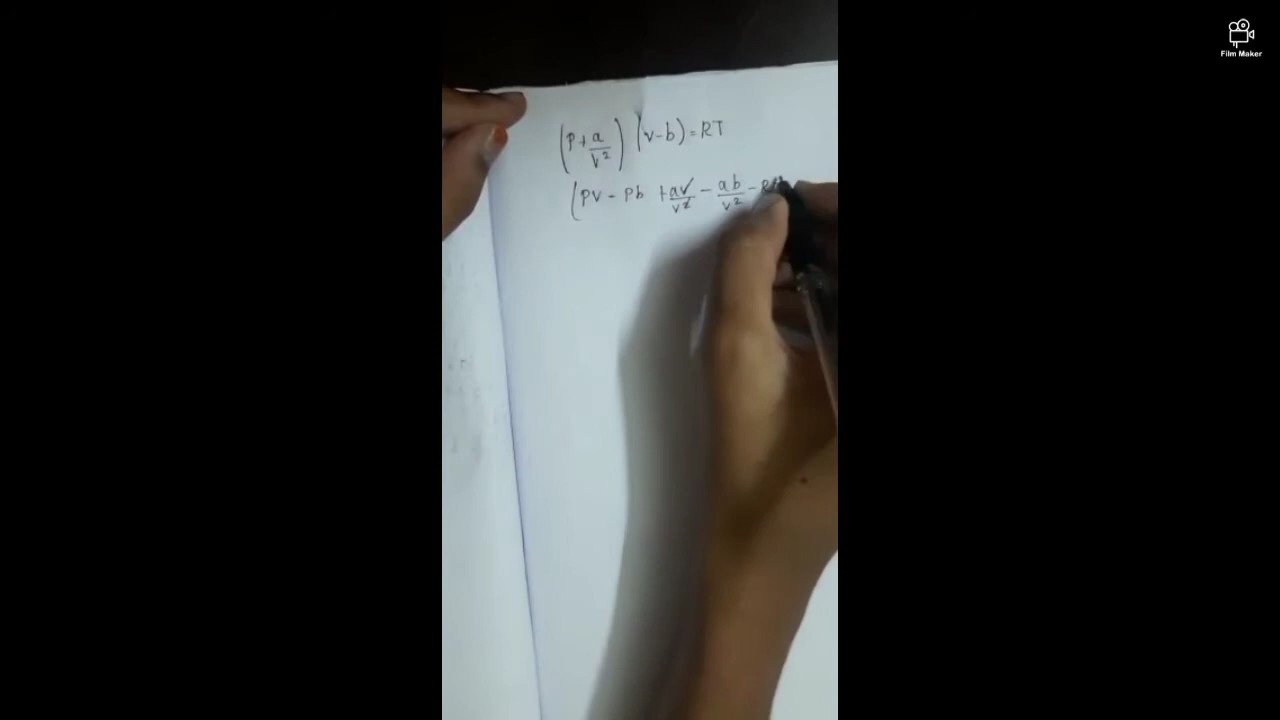 (P+a/V²) (V-b)=RT
(PV - Pb + av/v² - ab/v² - R
Film Maker